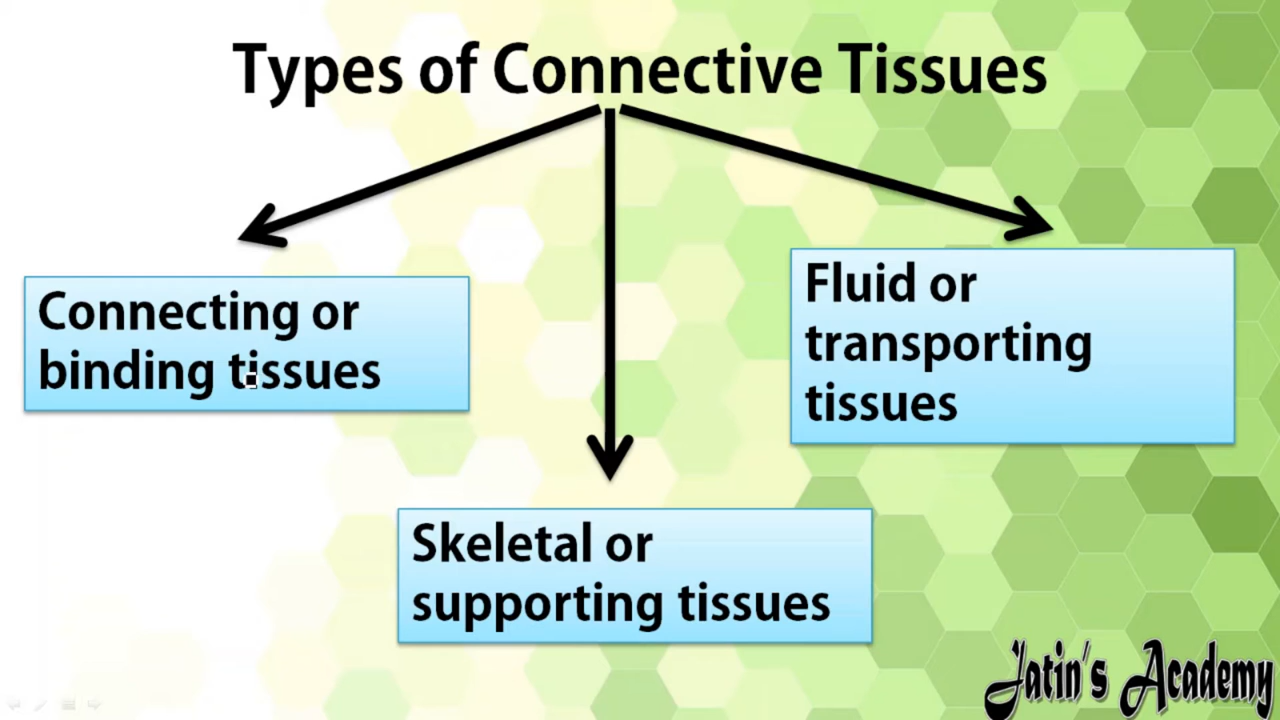 Types of Connective Tissues
Connecting or
binding tissues
Fluid or
transporting
tissues
Skeletal or
supporting tissues
Jatin's Academy